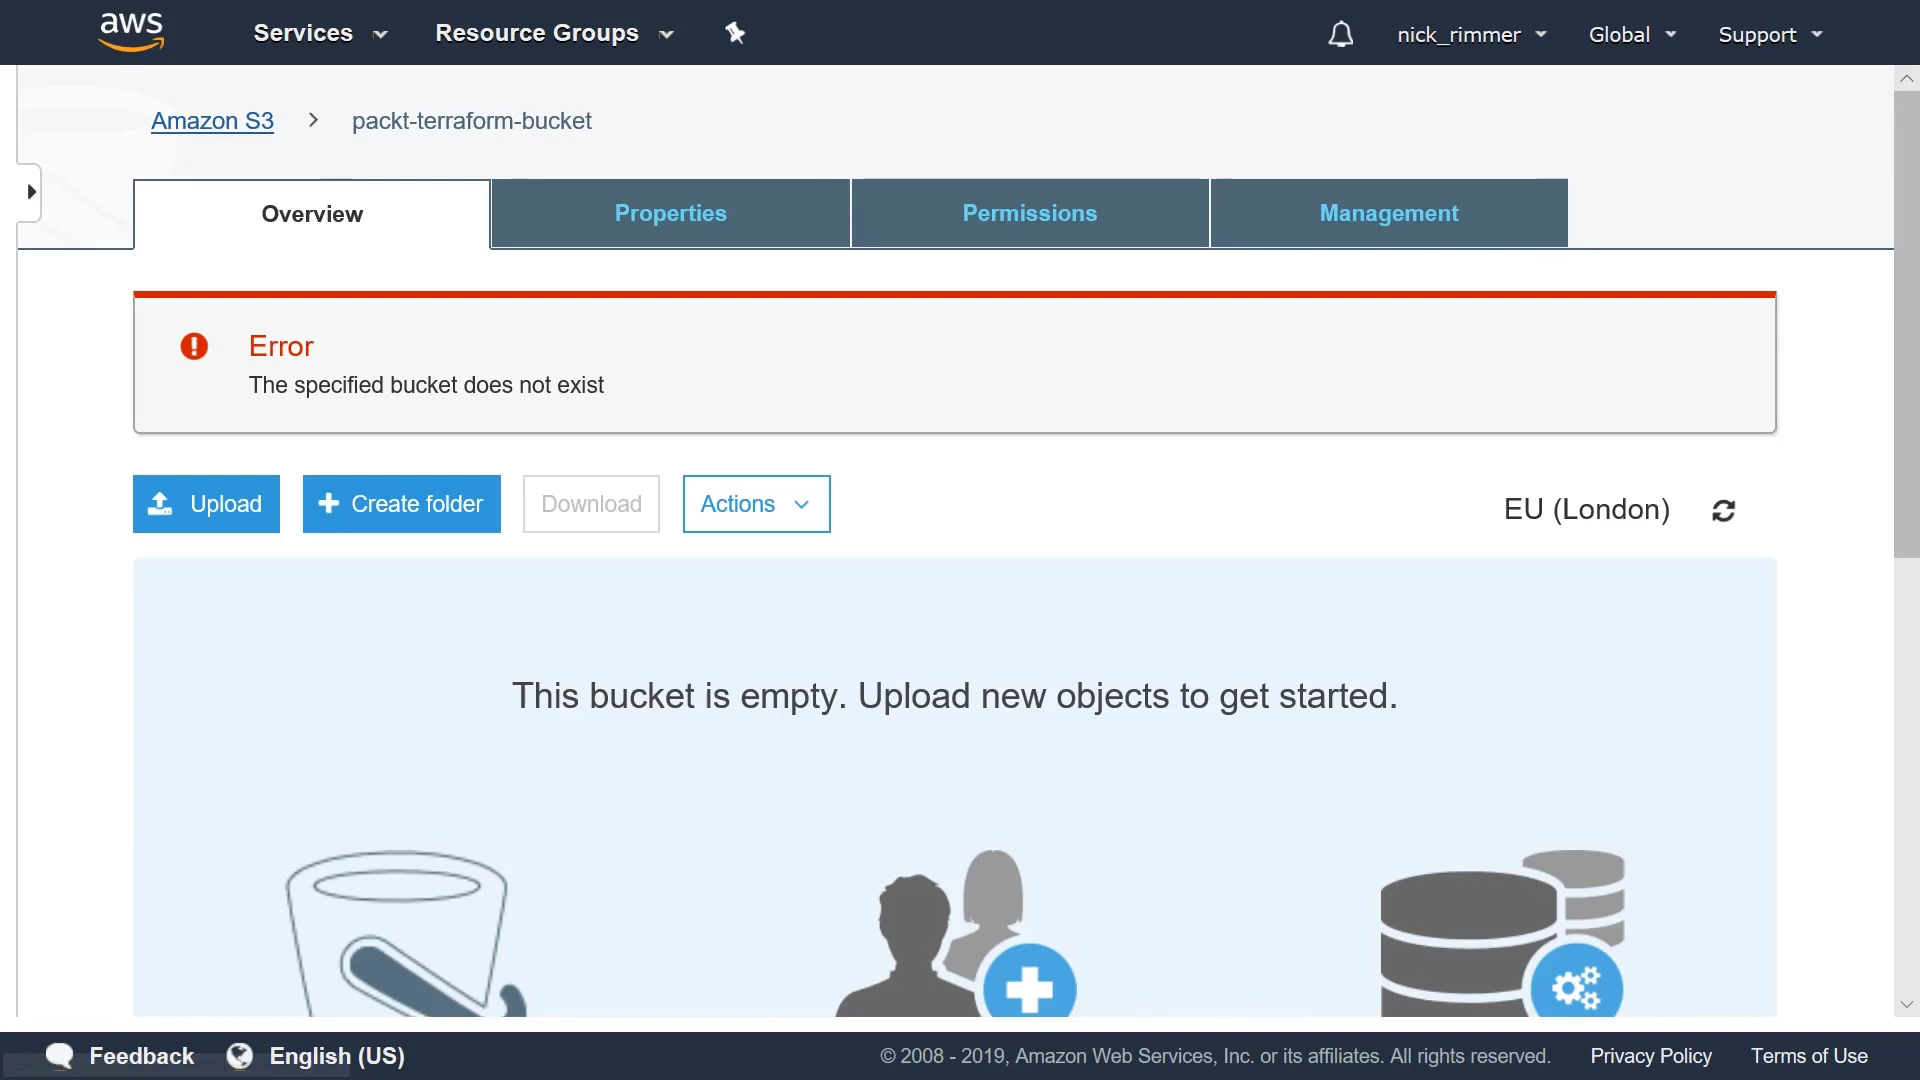 aws Services Resource Groups nick_rimmer Global Support
Amazon S3 > packt-terraform-bucket
Overview Properties Permissions Management
Error
The specified bucket does not exist
Upload Create folder Download Actions EU (London)
This bucket is empty. Upload new objects to get started.
Feedback English (US) © 2008 - 2019, Amazon Web Services, Inc. or its affiliates. All rights reserved. Privacy Policy Terms of Use